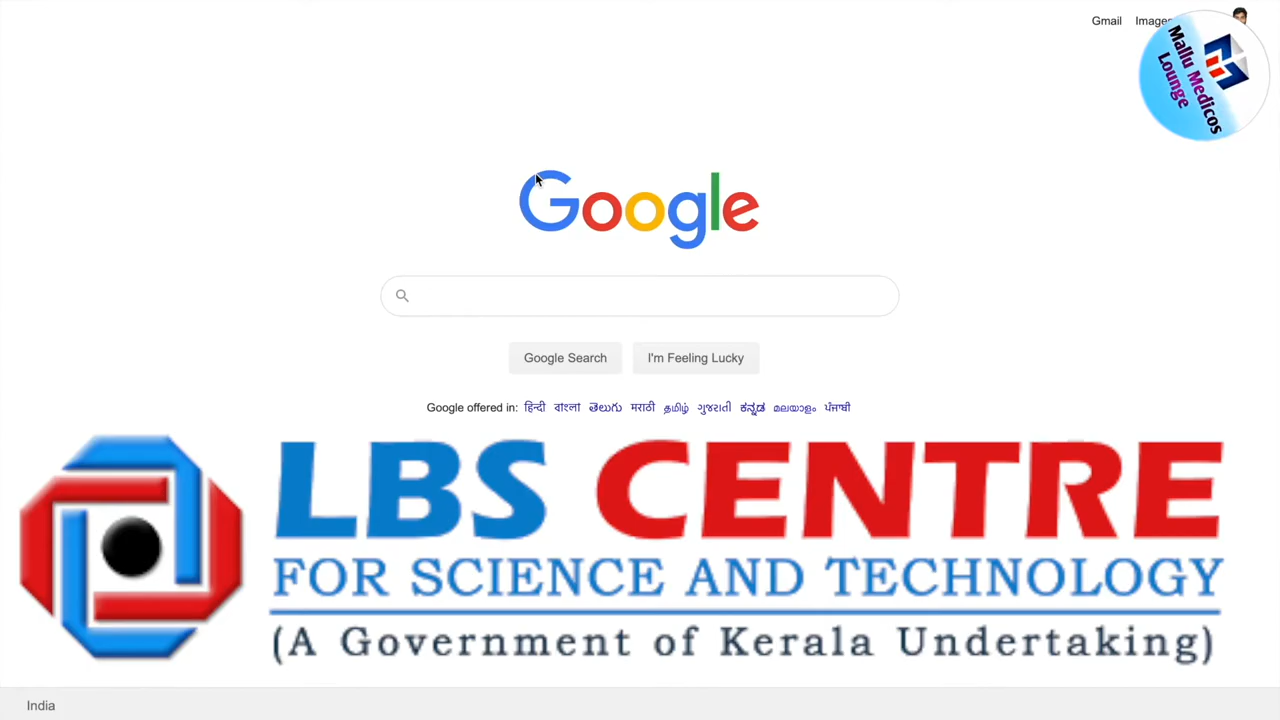 Gmail Images
Mallu Medicos
Lounge
Google
Google Search I'm Feeling Lucky
Google offered in: हिन्दी বাংলা తెలుగు मराठी தமிழ் ગુજરાતી ಕನ್ನಡ മലയാളം ਪੰਜਾਬੀ
LBS CENTRE
FOR SCIENCE AND TECHNOLOGY
(A Government of Kerala Undertaking)
India